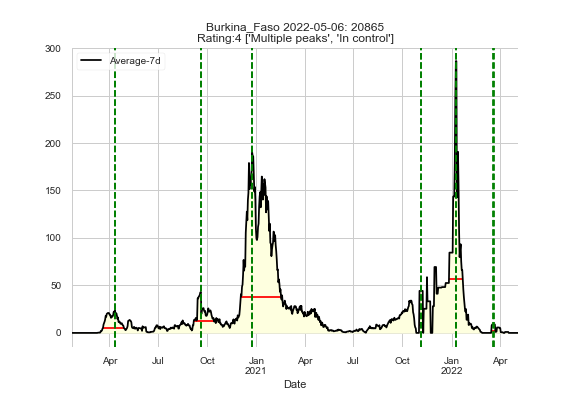 Burkina_Faso 2022-05-06: 20865
Rating:4 ['Multiple peaks', 'In control']
Average-7d
300
250
200
150
100
50
0
Apr Jul Oct Jan Apr Jul Oct Jan Apr
2021 2022
Date